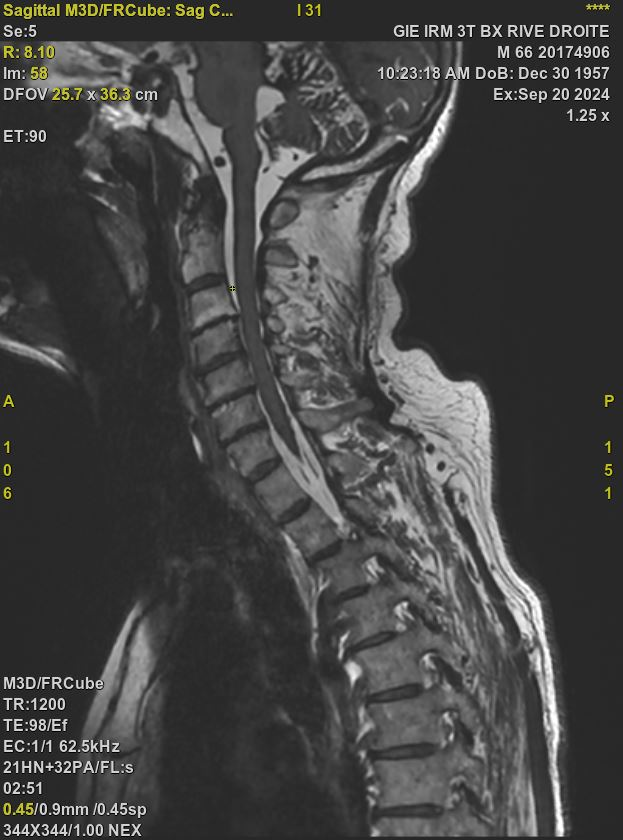 Sagittal M3D/FRCube: Sag C... I 31 ****
Se:5 GIE IRM 3T BX RIVE DROITE
R: 8.10 M 66 20174906
Im: 58 10:23:18 AM DoB: Dec 30 1957
DFOV 25.7 x 36.3 cm Ex:Sep 20 2024
1.25 x
ET:90
A P
1 1
0 5
6 1
M3D/FRCube
TR:1200
TE:98/Ef
EC:1/1 62.5kHz
21HN+32PA/FL:s
02:51
0.45/0.9mm /0.45sp
344X344/1.00 NEX